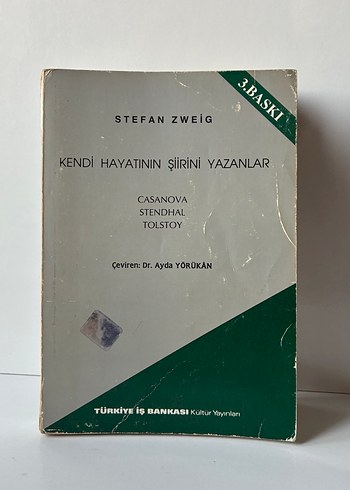 3.BASKI
STEFAN ZWEİG
KENDİ HAYATININ ŞİİRİNİ YAZANLAR
CASANOVA
STENDHAL
TOLSTOY
Çeviren: Dr. Ayda YÖRÜKÂN
TÜRKİYE İŞ BANKASI Kültür Yayınları